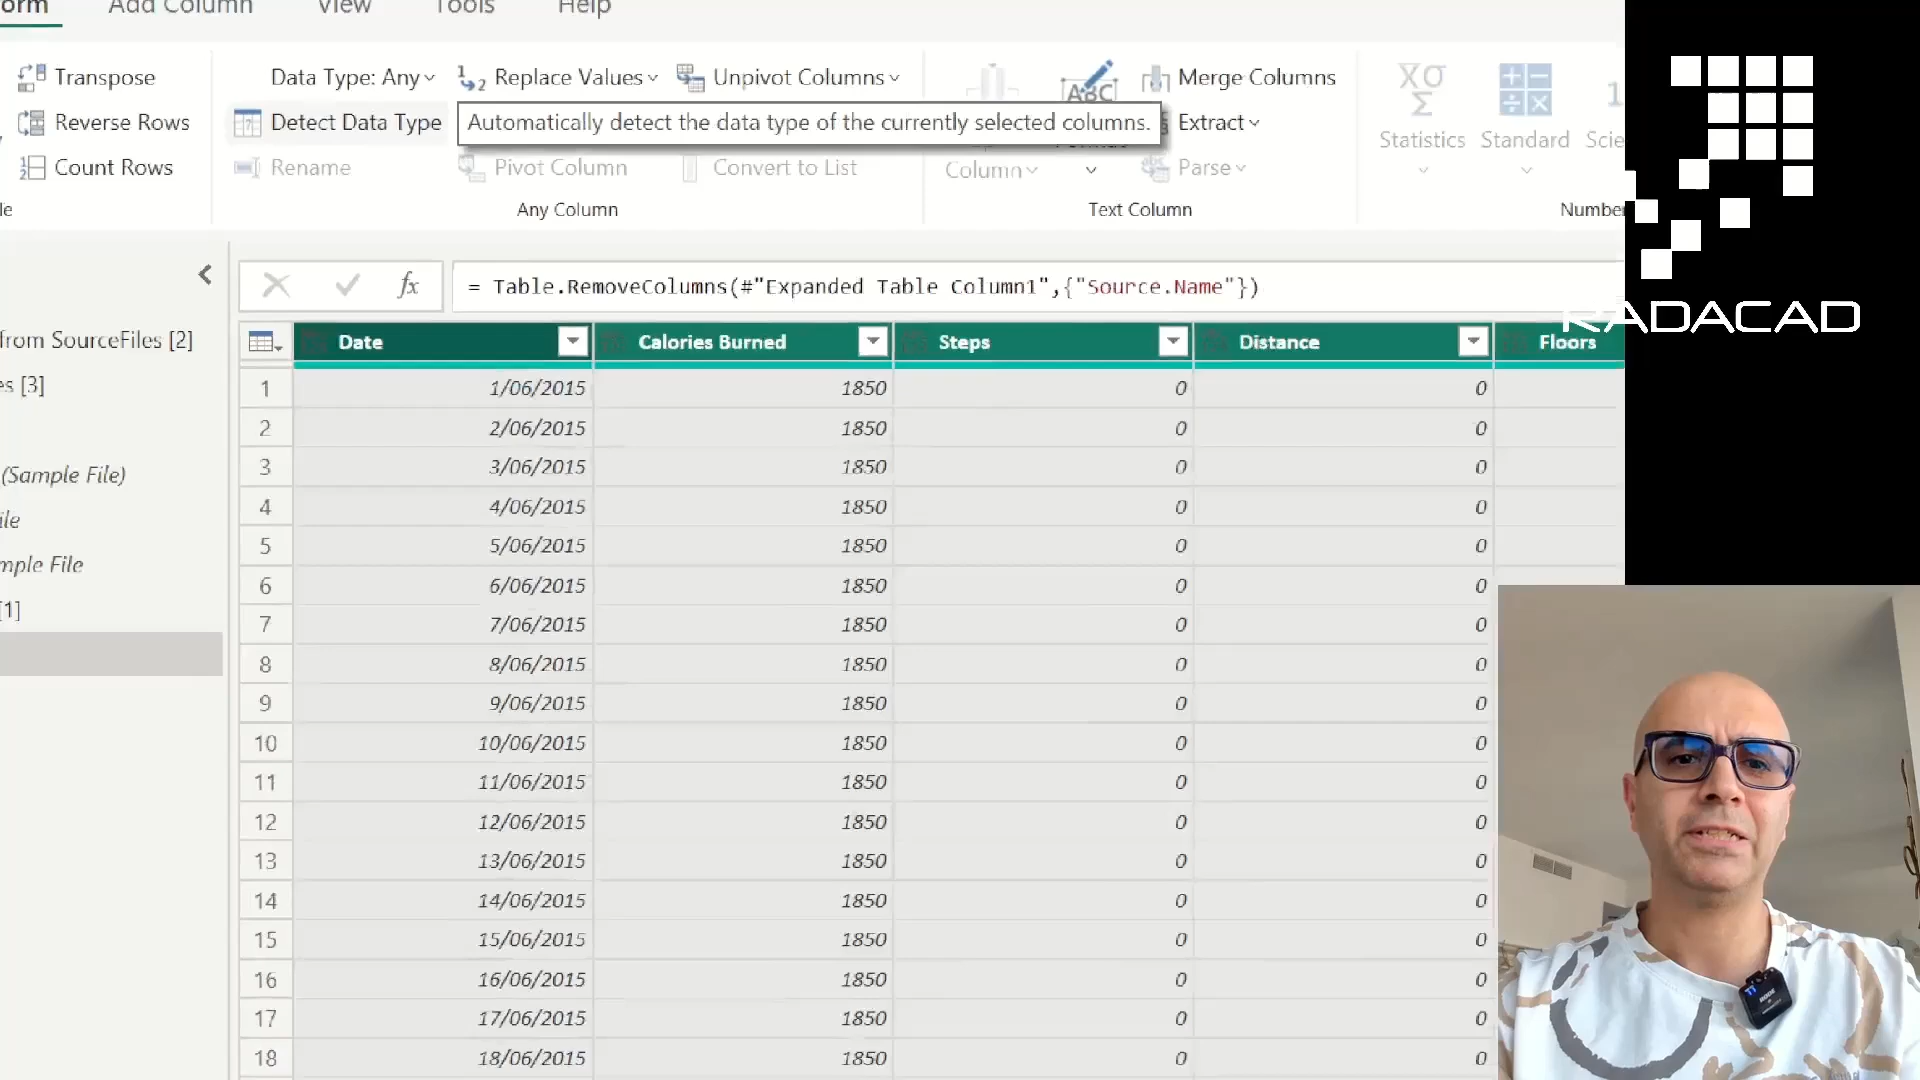 Add Column View Tools Help
Transpose Data Type: Any Replace Values Unpivot Columns Merge Columns
Reverse Rows Detect Data Type Automatically detect the data type of the currently selected columns. Extract
Statistics Standard
Count Rows Rename Pivot Column Convert to List Column Parse
Any Column Text Column
fx = Table.RemoveColumns(#"Expanded Table Column1",{"Source.Name"})
RADACAD
from SourceFiles [2]
[3]
(Sample File)
File
[1]
Date Calories Burned Steps Distance Floors
1 1/06/2015 1850 0 0
2 2/06/2015 1850 0 0
3 3/06/2015 1850 0 0
4 4/06/2015 1850 0 0
5 5/06/2015 1850 0 0
6 6/06/2015 1850 0 0
7 7/06/2015 1850 0 0
8 8/06/2015 1850 0 0
9 9/06/2015 1850 0 0
10 10/06/2015 1850 0 0
11 11/06/2015 1850 0 0
12 12/06/2015 1850 0 0
13 13/06/2015 1850 0 0
14 14/06/2015 1850 0 0
15 15/06/2015 1850 0 0
16 16/06/2015 1850 0 0
17 17/06/2015 1850 0 0
18 18/06/2015 1850 0 0
RODE